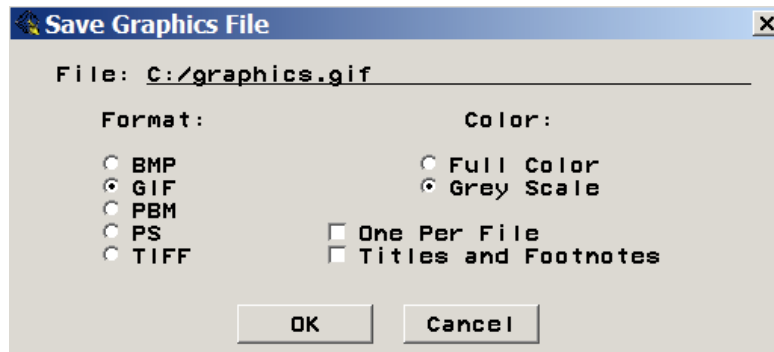 Save Graphics File
File: C:/graphics.gif
Format:
Color:
BMP
GIF
PBM
PS
TIFF
Full Color
Grey Scale
One Per File
Titles and Footnotes
OK
Cancel